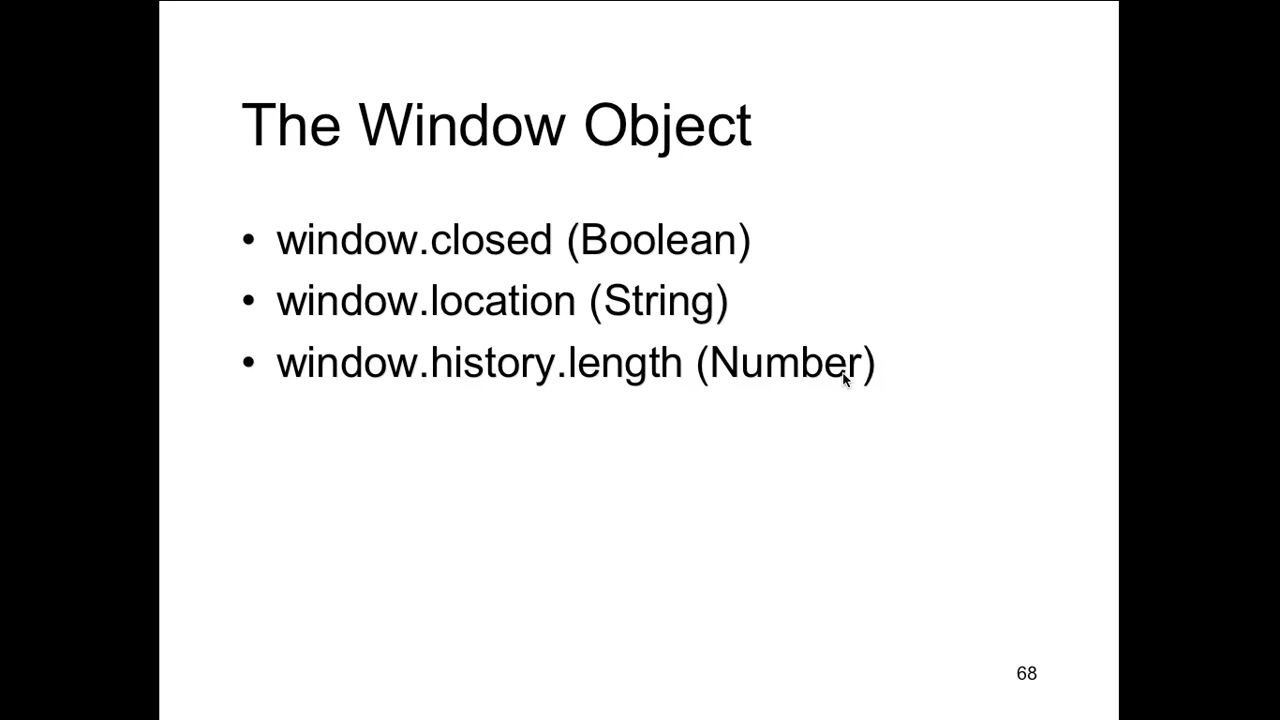 The Window Object
• window.closed (Boolean)
• window.location (String)
• window.history.length (Number)
68